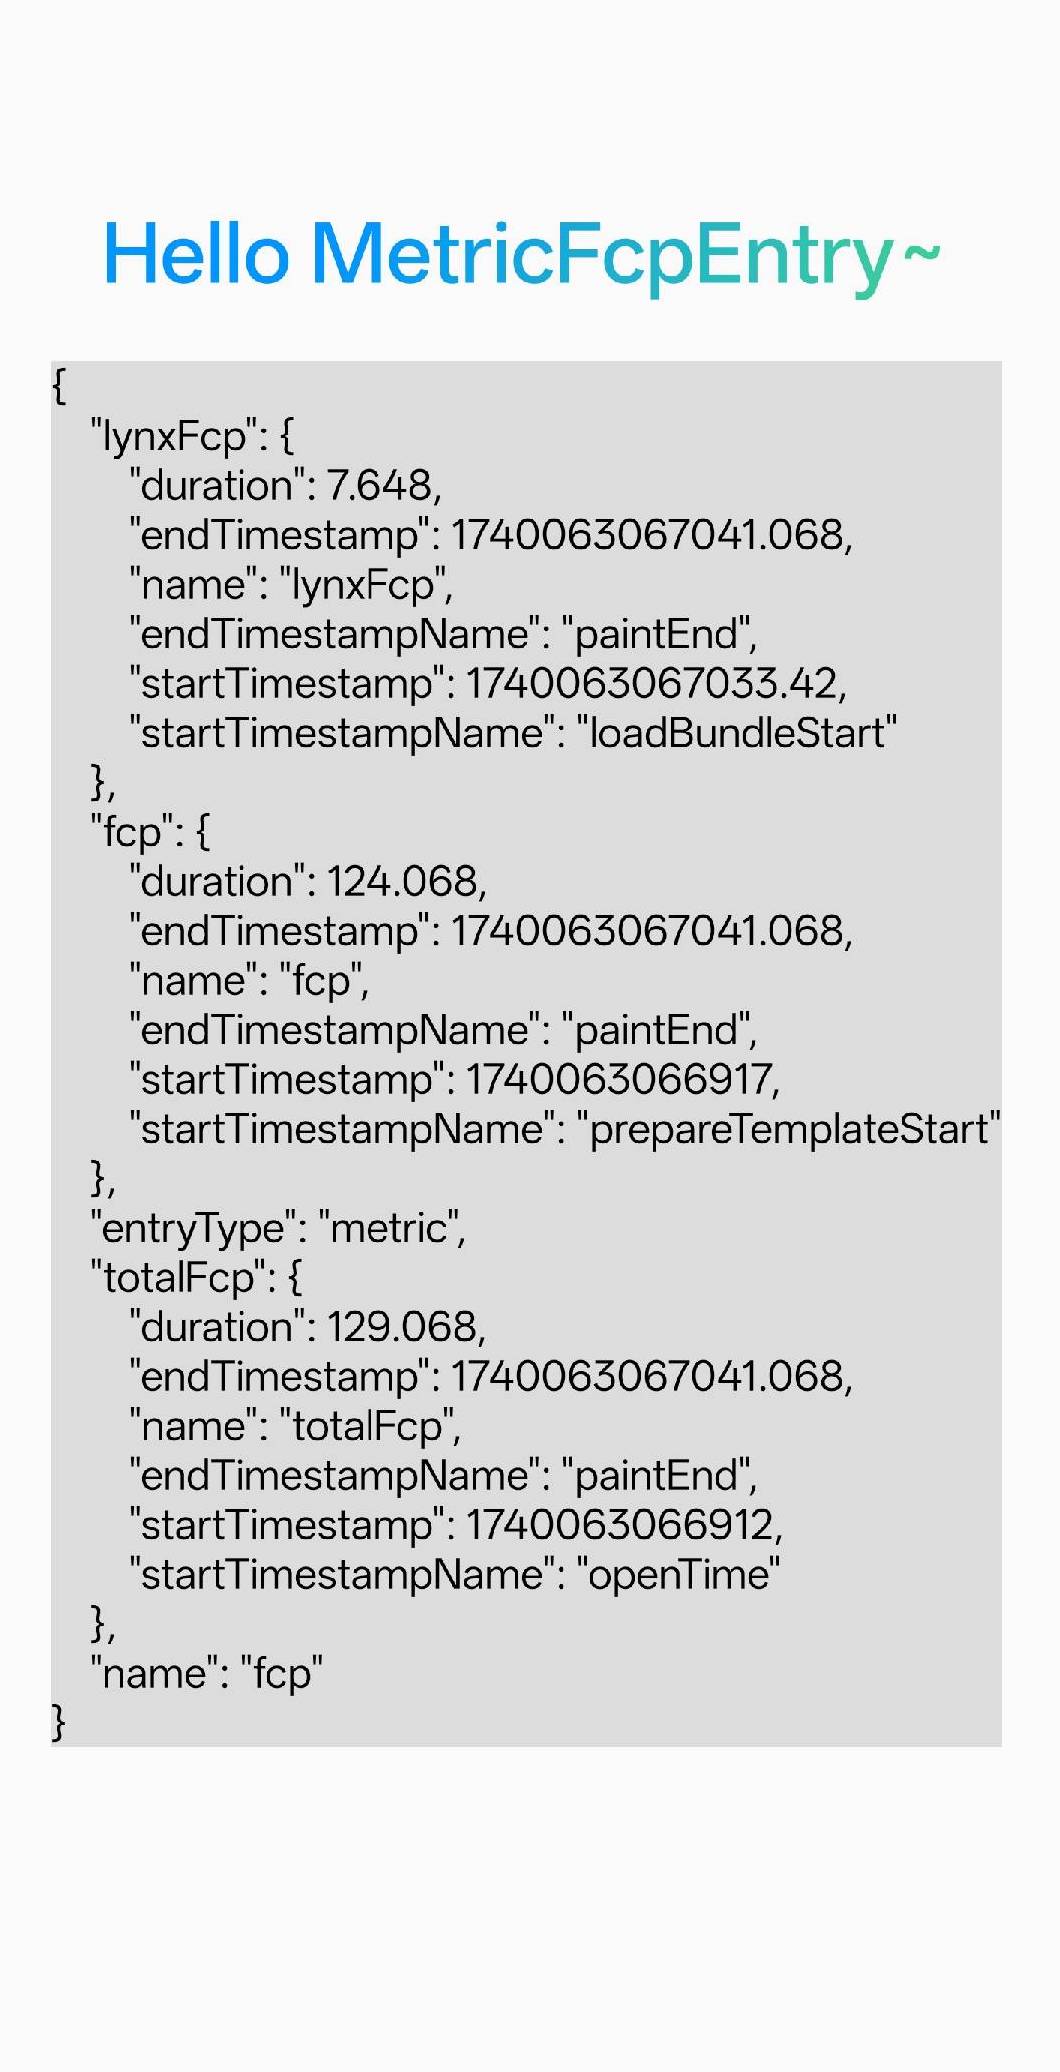 Hello MetricFcpEntry~
{
"lynxFcp": {
"duration": 7.648,
"endTimestamp": 1740063067041.068,
"name": "lynxFcp",
"endTimestampName": "paintEnd",
"startTimestamp": 1740063067033.42,
"startTimestampName": "loadBundleStart"
},
"fcp": {
"duration": 124.068,
"endTimestamp": 1740063067041.068,
"name": "fcp",
"endTimestampName": "paintEnd",
"startTimestamp": 1740063066917,
"startTimestampName": "prepareTemplateStart"
},
"entryType": "metric",
"totalFcp": {
"duration": 129.068,
"endTimestamp": 1740063067041.068,
"name": "totalFcp",
"endTimestampName": "paintEnd",
"startTimestamp": 1740063066912,
"startTimestampName": "openTime"
},
"name": "fcp"
}